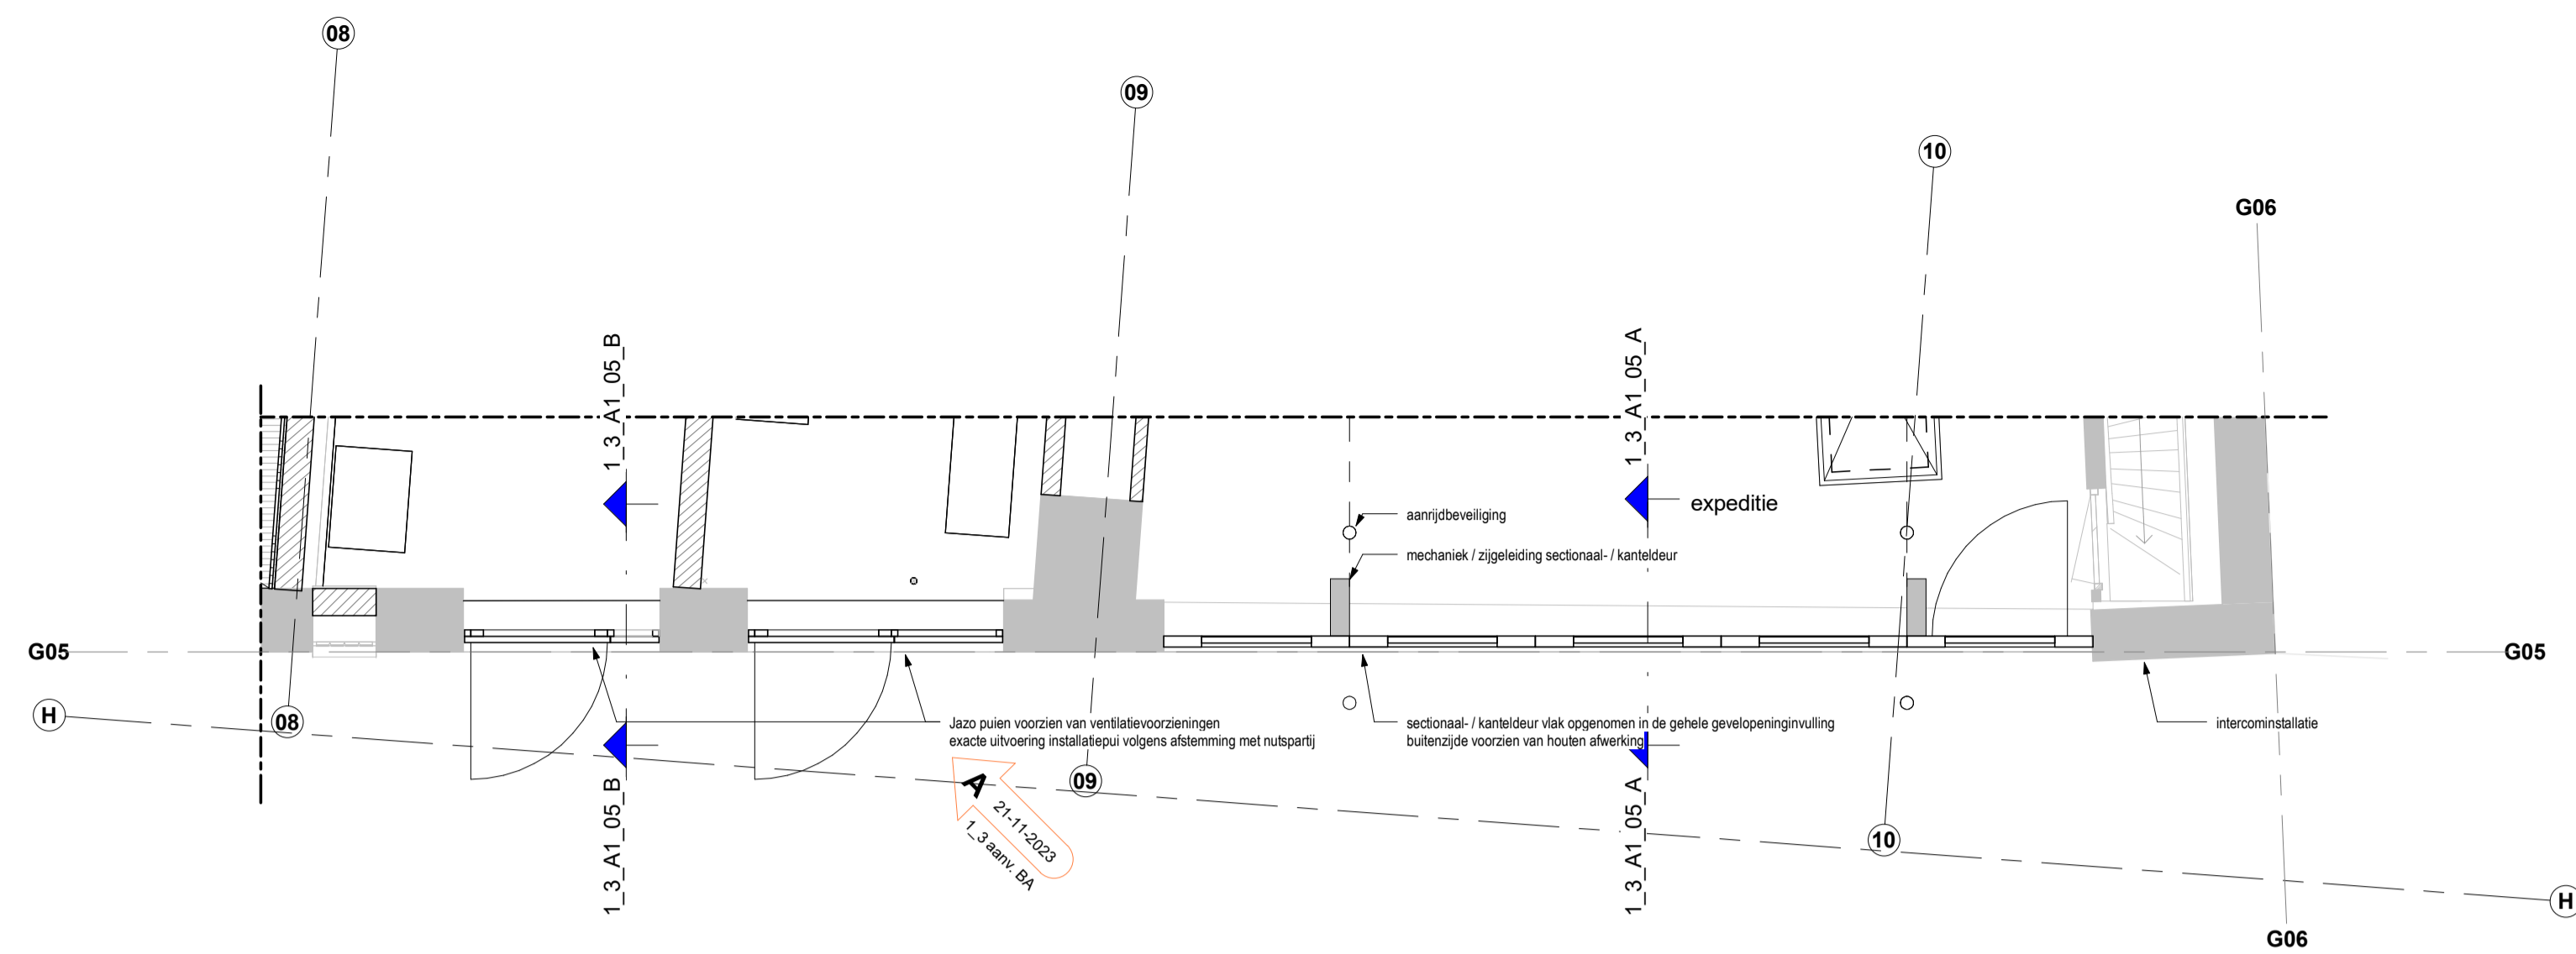 08
09
10
G06
1_3_A1_05_B
1_3_A1_05_A
expeditie
aanrijdbeveiliging
mechaniek / zijgeleiding sectionaal- / kanteldeur
G05
G05
H
08
Jazo puien voorzien van ventilatievoorzieningen
exacte uitvoering installatiepui volgens afstemming met nutspartij
sectionaal- / kanteldeur vlak opgenomen in de gehele gevelopeninginvulling
buitenzijde voorzien van houten afwerking
intercominstallatie
09
A
21-11-2023
1_3 aanv. BA
1_3_A1_05_B
1_3_A1_05_A
10
H
G06